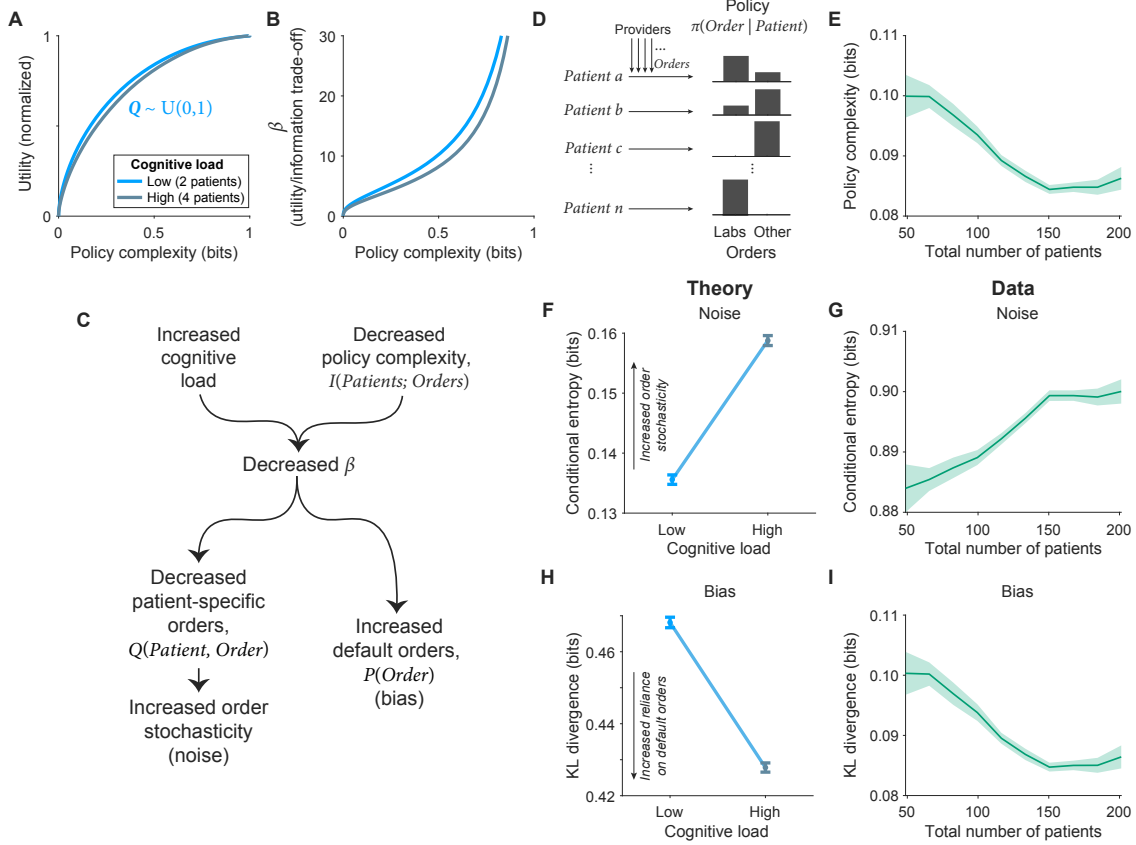 A
Utility (normalized)
1
0
0
0.5
1
Policy complexity (bits)
Q ~ U(0,1)
Cognitive load
Low (2 patients)
High (4 patients)
B
β
(utility/information trade-off)
30
20
10
0
0
0.5
1
Policy complexity (bits)
C
Increased
cognitive
load
Decreased
policy complexity,
I(Patients; Orders)
Decreased β
Decreased
patient-specific
orders,
Q(Patient, Order)
Increased order
stochasticity
(noise)
Increased
default orders,
P(Order)
(bias)
D
Policy
π(Order | Patient)
Providers
...
Orders
Patient a
Patient b
Patient c
...
...
Patient n
Labs Other
Orders
E
Policy complexity (bits)
0.11
0.10
0.09
0.08
50
100
150
200
Total number of patients
Theory
F
Noise
Conditional entropy (bits)
0.16
0.15
0.14
0.13
Increased order
stochasticity
Low
High
Cognitive load
Data
G
Noise
Conditional entropy (bits)
0.91
0.90
0.89
0.88
50
100
150
200
Total number of patients
H
Bias
KL divergence (bits)
0.46
0.44
0.42
Increased reliance
on default orders
Low
High
Cognitive load
I
Bias
KL divergence (bits)
0.11
0.10
0.09
0.08
50
100
150
200
Total number of patients